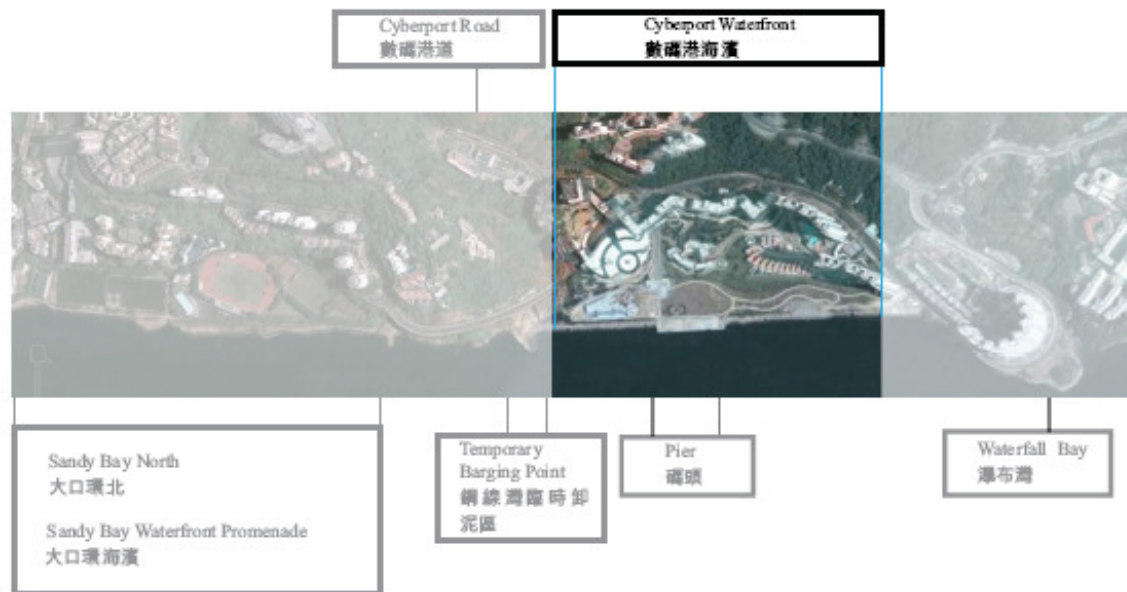 Cyberport Road
數碼港道
Cyberport Waterfront
數碼港海濱
Sandy Bay North
大口環北
Sandy Bay Waterfront Promenade
大口環海濱
Temporary
Barging Point
鋼線灣臨時卸
泥區
Pier
碼頭
Waterfall Bay
瀑布灣